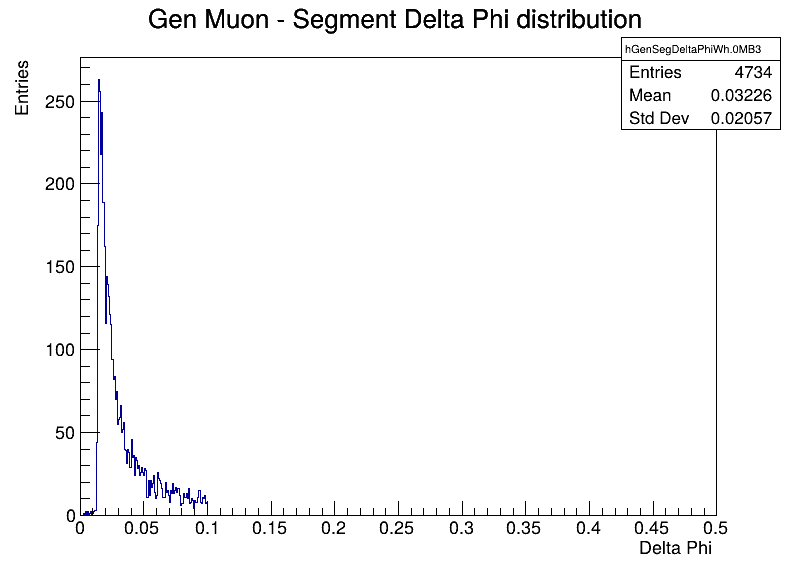 Gen Muon - Segment Delta Phi distribution
hGenSegDeltaPhiWh.0MB3
Entries 4734
Mean 0.03226
Std Dev 0.02057
Entries
250
200
150
100
50
0
0 0.05 0.1 0.15 0.2 0.25 0.3 0.35 0.4 0.45 0.5
Delta Phi